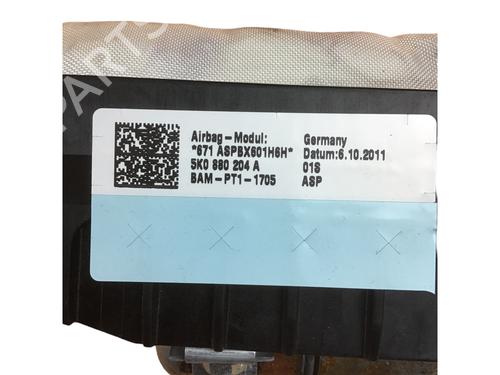 Airbag-Modul: Germany
*671 ASPBX601H6H* Datum:6.10.2011
5K0 880 204 A 01S
BAM-PT1-1705 ASP